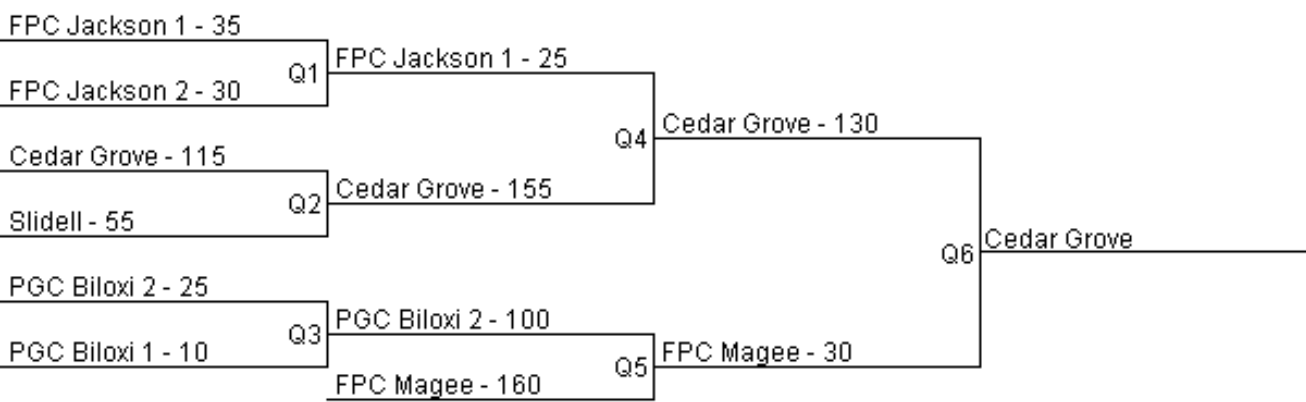 FPC Jackson 1 - 35
FPC Jackson 1 - 25
Q1
FPC Jackson 2 - 30
Cedar Grove - 130
Q4
Cedar Grove - 115
Cedar Grove - 155
Q2
Slidell - 55
Cedar Grove
Q6
PGC Biloxi 2 - 25
PGC Biloxi 2 - 100
Q3
PGC Biloxi 1 - 10
FPC Magee - 30
Q5
FPC Magee - 160